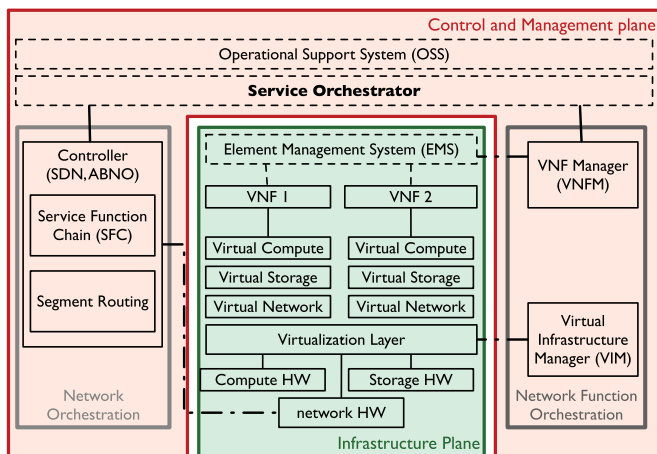 Control and Management plane
Operational Support System (OSS)
Service Orchestrator
Controller
(SDN, ABNO)
Service Function
Chain (SFC)
Segment Routing
Network
Orchestration
Element Management System (EMS)
VNF 1
VNF 2
Virtual Compute
Virtual Compute
Virtual Storage
Virtual Storage
Virtual Network
Virtual Network
Virtualization Layer
Compute HW
Storage HW
network HW
Infrastructure Plane
VNF Manager
(VNFM)
Virtual
Infrastructure
Manager (VIM)
Network Function
Orchestration